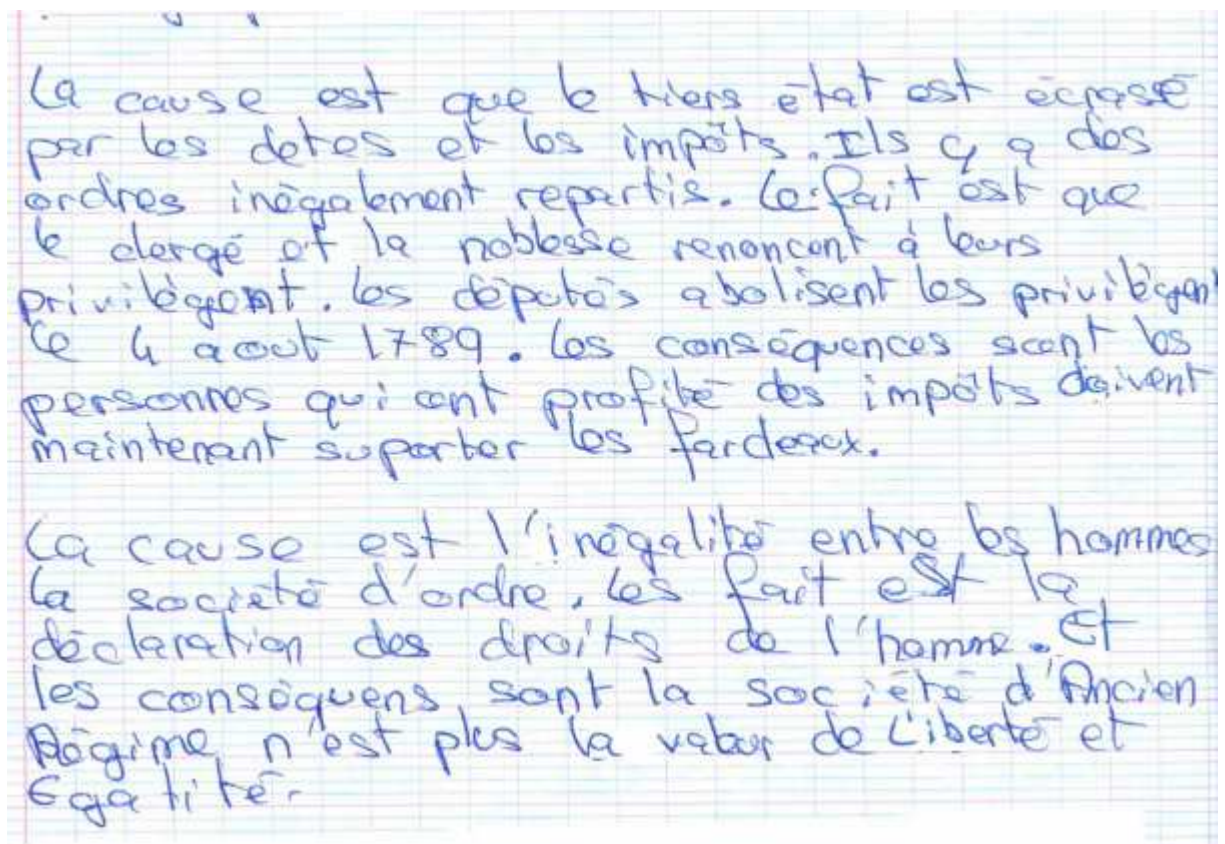 La cause est que le tiers état est écrasé
par les detes et les impôts. Ils y a des
ordres inégalement repartis. Le fait est que
le clergé et la noblesse renoncent à leurs
privilègent. les députés abolisent les privilègent
le 4 aout 1789. les conséquences scont les
personnes qui ont profité des impôts doivent
maintenant suporter les fardeaux.
La cause est l'inégalité entre les hommes
la société d'ordre. les fait est la
déclaration des droits de l'homme. Et
les conséquens sont la société d'Ancien
Régime n'est plus la valeur de Liberté et
Egalité.